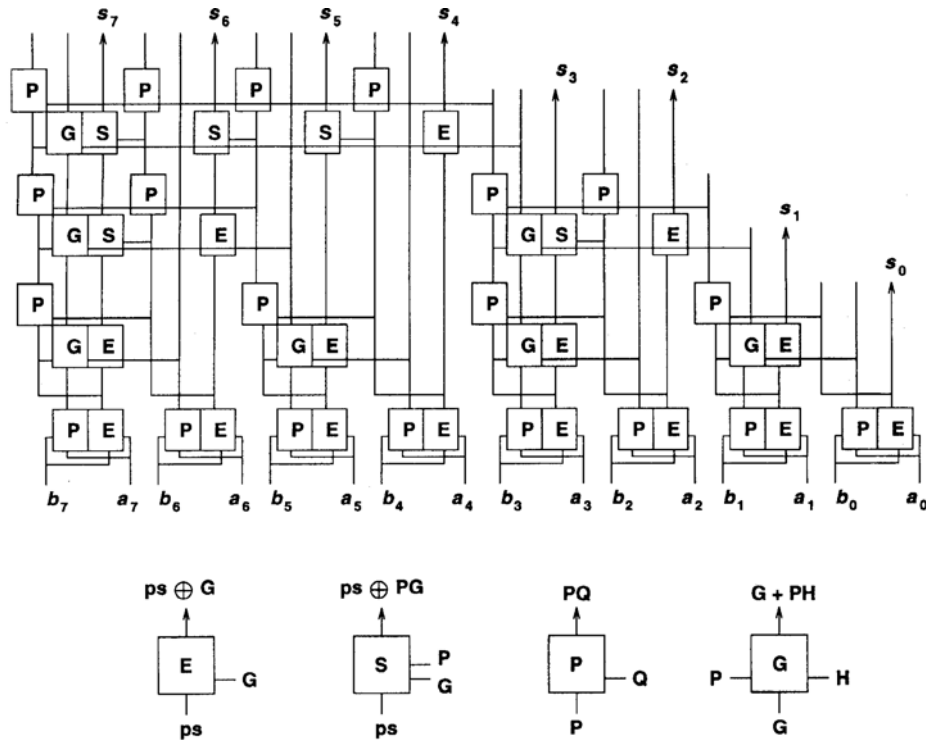 s₇ s₆ s₅ s₄
s₃ s₂
P P P P
G S S S E
P P P P
s₁
G S E G S E
s₀
P P P P
G E G E G E G E
P E P E P E P E P E P E P E P E
b₇ a₇ b₆ a₆ b₅ a₅ b₄ a₄ b₃ a₃ b₂ a₂ b₁ a₁ b₀ a₀
ps ⊕ G ps ⊕ PG PQ G + PH
E S P G
P
G G Q P H
ps ps P G